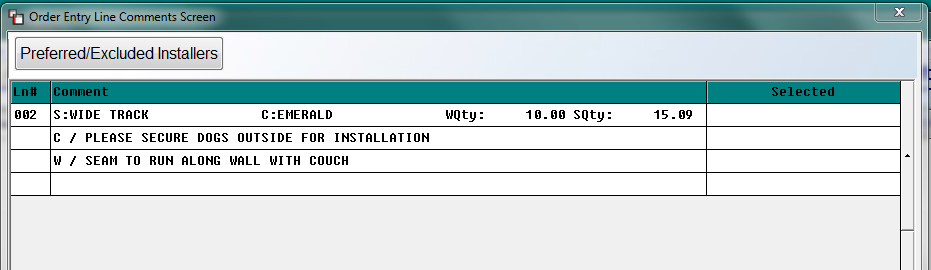 Order Entry Line Comments Screen
Preferred/Excluded Installers
Ln# Comment Selected
002 S:WIDE TRACK C:EMERALD WQty: 10.00 SQty: 15.09
C / PLEASE SECURE DOGS OUTSIDE FOR INSTALLATION
W / SEAM TO RUN ALONG WALL WITH COUCH